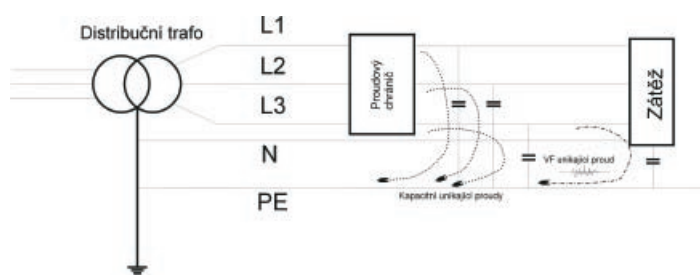 Distribuční trafo
L1
L2
L3
N
PE
Proudový
chránič
Zátěž
VF unikající proud
Kapacitní unikající proudy